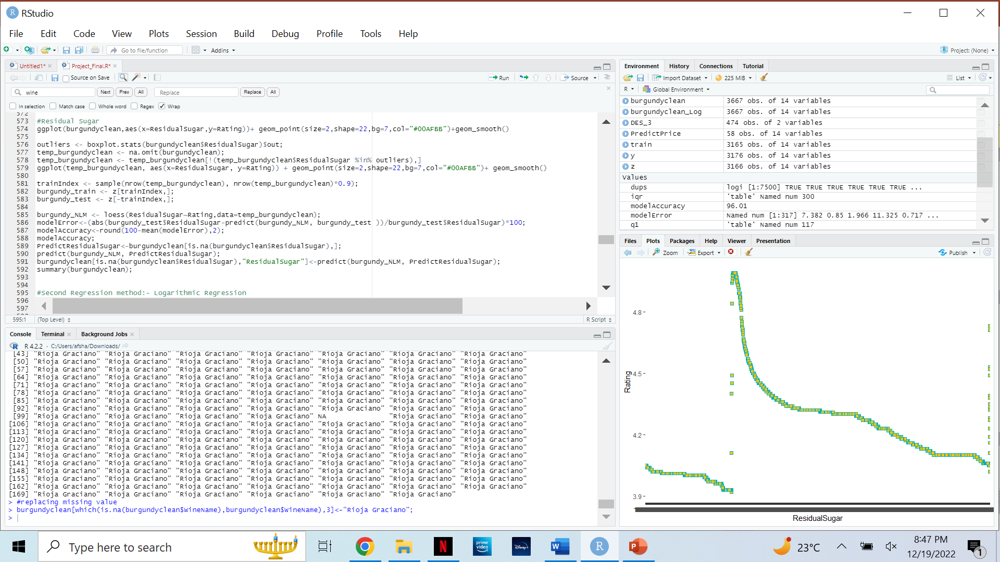 RStudio
File Edit Code View Plots Session Build Debug Profile Tools Help
Go to file/function Addins Project: (None)
Untitled1* Project_Final.R*
Source on Save Run Source
wine Next Prev All Replace Replace All
In selection Match case Whole word Regex Wrap
572
573 #Residual Sugar
574 ggplot(burgundyclean,aes(x=ResidualSugar,y=Rating))+ geom_point(size=2,shape=22,bg=7,col="#00AFBB")+geom_smooth()
575
576 outliers <- boxplot.stats(burgundyclean$ResidualSugar)$out;
577 temp_burgundyclean <- na.omit(burgundyclean);
578 temp_burgundyclean <- temp_burgundyclean[!(temp_burgundyclean$ResidualSugar %in% outliers),]
579 ggplot(temp_burgundyclean, aes(x=ResidualSugar, y=Rating)) + geom_point(size=2,shape=22,bg=7,col="#00AFBB")+ geom_smooth()
580
581 trainIndex <- sample(nrow(temp_burgundyclean), nrow(temp_burgundyclean)*0.9);
582 burgundy_train <- z[trainIndex,];
583 burgundy_test <- z[-trainIndex,];
584
585 burgundy_NLM <- loess(ResidualSugar~Rating,data=temp_burgundyclean);
586 modelError<-(abs(burgundy_test$ResidualSugar-predict(burgundy_NLM, burgundy_test ))/burgundy_test$ResidualSugar)*100;
587 modelAccuracy<-round(100-mean(modelError),2);
588 modelAccuracy;
589 PredictResidualSugar<-burgundyclean[is.na(burgundyclean$ResidualSugar),];
590 predict(burgundy_NLM, PredictResidualSugar);
591 burgundyclean[is.na(burgundyclean$ResidualSugar),"ResidualSugar"]<-predict(burgundy_NLM, PredictResidualSugar);
592 summary(burgundyclean);
593
594
595 #Second Regression method:- Logarithmic Regression
596
597
595:1 (Top Level) R Script
Console Terminal Background Jobs
R 4.2.2 · C:/Users/afsha/Downloads/
[43] "Rioja Graciano" "Rioja Graciano" "Rioja Graciano" "Rioja Graciano" "Rioja Graciano" "Rioja Graciano" "Rioja Graciano"
[50] "Rioja Graciano" "Rioja Graciano" "Rioja Graciano" "Rioja Graciano" "Rioja Graciano" "Rioja Graciano" "Rioja Graciano"
[57] "Rioja Graciano" "Rioja Graciano" "Rioja Graciano" "Rioja Graciano" "Rioja Graciano" "Rioja Graciano" "Rioja Graciano"
[64] "Rioja Graciano" "Rioja Graciano" "Rioja Graciano" "Rioja Graciano" "Rioja Graciano" "Rioja Graciano" "Rioja Graciano"
[71] "Rioja Graciano" "Rioja Graciano" "Rioja Graciano" "Rioja Graciano" "Rioja Graciano" "Rioja Graciano" "Rioja Graciano"
[78] "Rioja Graciano" "Rioja Graciano" "Rioja Graciano" "Rioja Graciano" "Rioja Graciano" "Rioja Graciano" "Rioja Graciano"
[85] "Rioja Graciano" "Rioja Graciano" "Rioja Graciano" "Rioja Graciano" "Rioja Graciano" "Rioja Graciano" "Rioja Graciano"
[92] "Rioja Graciano" "Rioja Graciano" "Rioja Graciano" "Rioja Graciano" "Rioja Graciano" "Rioja Graciano" "Rioja Graciano"
[99] "Rioja Graciano" "Rioja Graciano" "Rioja Graciano" "Rioja Graciano" NA "Rioja Graciano" "Rioja Graciano"
[106] "Rioja Graciano" "Rioja Graciano" "Rioja Graciano" "Rioja Graciano" "Rioja Graciano" "Rioja Graciano" "Rioja Graciano"
[113] "Rioja Graciano" "Rioja Graciano" "Rioja Graciano" "Rioja Graciano" "Rioja Graciano" "Rioja Graciano" "Rioja Graciano"
[120] "Rioja Graciano" "Rioja Graciano" "Rioja Graciano" "Rioja Graciano" "Rioja Graciano" "Rioja Graciano" "Rioja Graciano"
[127] "Rioja Graciano" "Rioja Graciano" "Rioja Graciano" "Rioja Graciano" "Rioja Graciano" "Rioja Graciano" "Rioja Graciano"
[134] "Rioja Graciano" "Rioja Graciano" "Rioja Graciano" "Rioja Graciano" "Rioja Graciano" "Rioja Graciano" "Rioja Graciano"
[141] "Rioja Graciano" "Rioja Graciano" "Rioja Graciano" "Rioja Graciano" "Rioja Graciano" "Rioja Graciano" "Rioja Graciano"
[148] "Rioja Graciano" "Rioja Graciano" "Rioja Graciano" "Rioja Graciano" "Rioja Graciano" "Rioja Graciano" "Rioja Graciano"
[155] "Rioja Graciano" "Rioja Graciano" "Rioja Graciano" "Rioja Graciano" "Rioja Graciano" "Rioja Graciano" "Rioja Graciano"
[162] "Rioja Graciano" "Rioja Graciano" "Rioja Graciano" "Rioja Graciano" "Rioja Graciano" "Rioja Graciano" "Rioja Graciano"
[169] "Rioja Graciano" "Rioja Graciano" "Rioja Graciano" "Rioja Graciano" "Rioja Graciano" "Rioja Graciano"
> #replacing missing value
> burgundyclean[which(is.na(burgundyclean$WineName),burgundyclean$WineName),3]<-"Rioja Graciano";
>
Environment History Connections Tutorial
Import Dataset 225 MiB List
R Global Environment
burgundyclean 3667 obs. of 14 variables
burgundyclean_Log 3667 obs. of 14 variables
DES_3 474 obs. of 2 variables
PredictPrice 58 obs. of 14 variables
train 3165 obs. of 14 variables
y 3176 obs. of 14 variables
z 3166 obs. of 14 variables
Values
dups logi [1:7500] TRUE TRUE TRUE TRUE TRUE TRUE ...
iqr 'table' Named num 300
modelAccuracy 96.01
modelError Named num [1:317] 7.382 0.85 1.966 11.325 0.717 ...
q1 'table' Named num 117
Files Plots Packages Help Viewer Presentation
Zoom Export Publish
4.8
4.5
4.2
3.9
Rating
ResidualSugar
Type here to search
prime video
Disney+
23°C
8:47 PM
12/19/2022
1